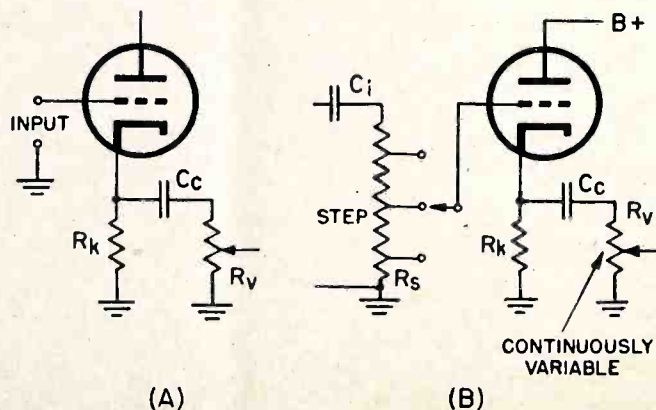 B+
Ci
INPUT
Cc
Cc
STEP
Rk
Rv
Rk
Rv
Rs
CONTINUOUSLY
VARIABLE
(A)
(B)